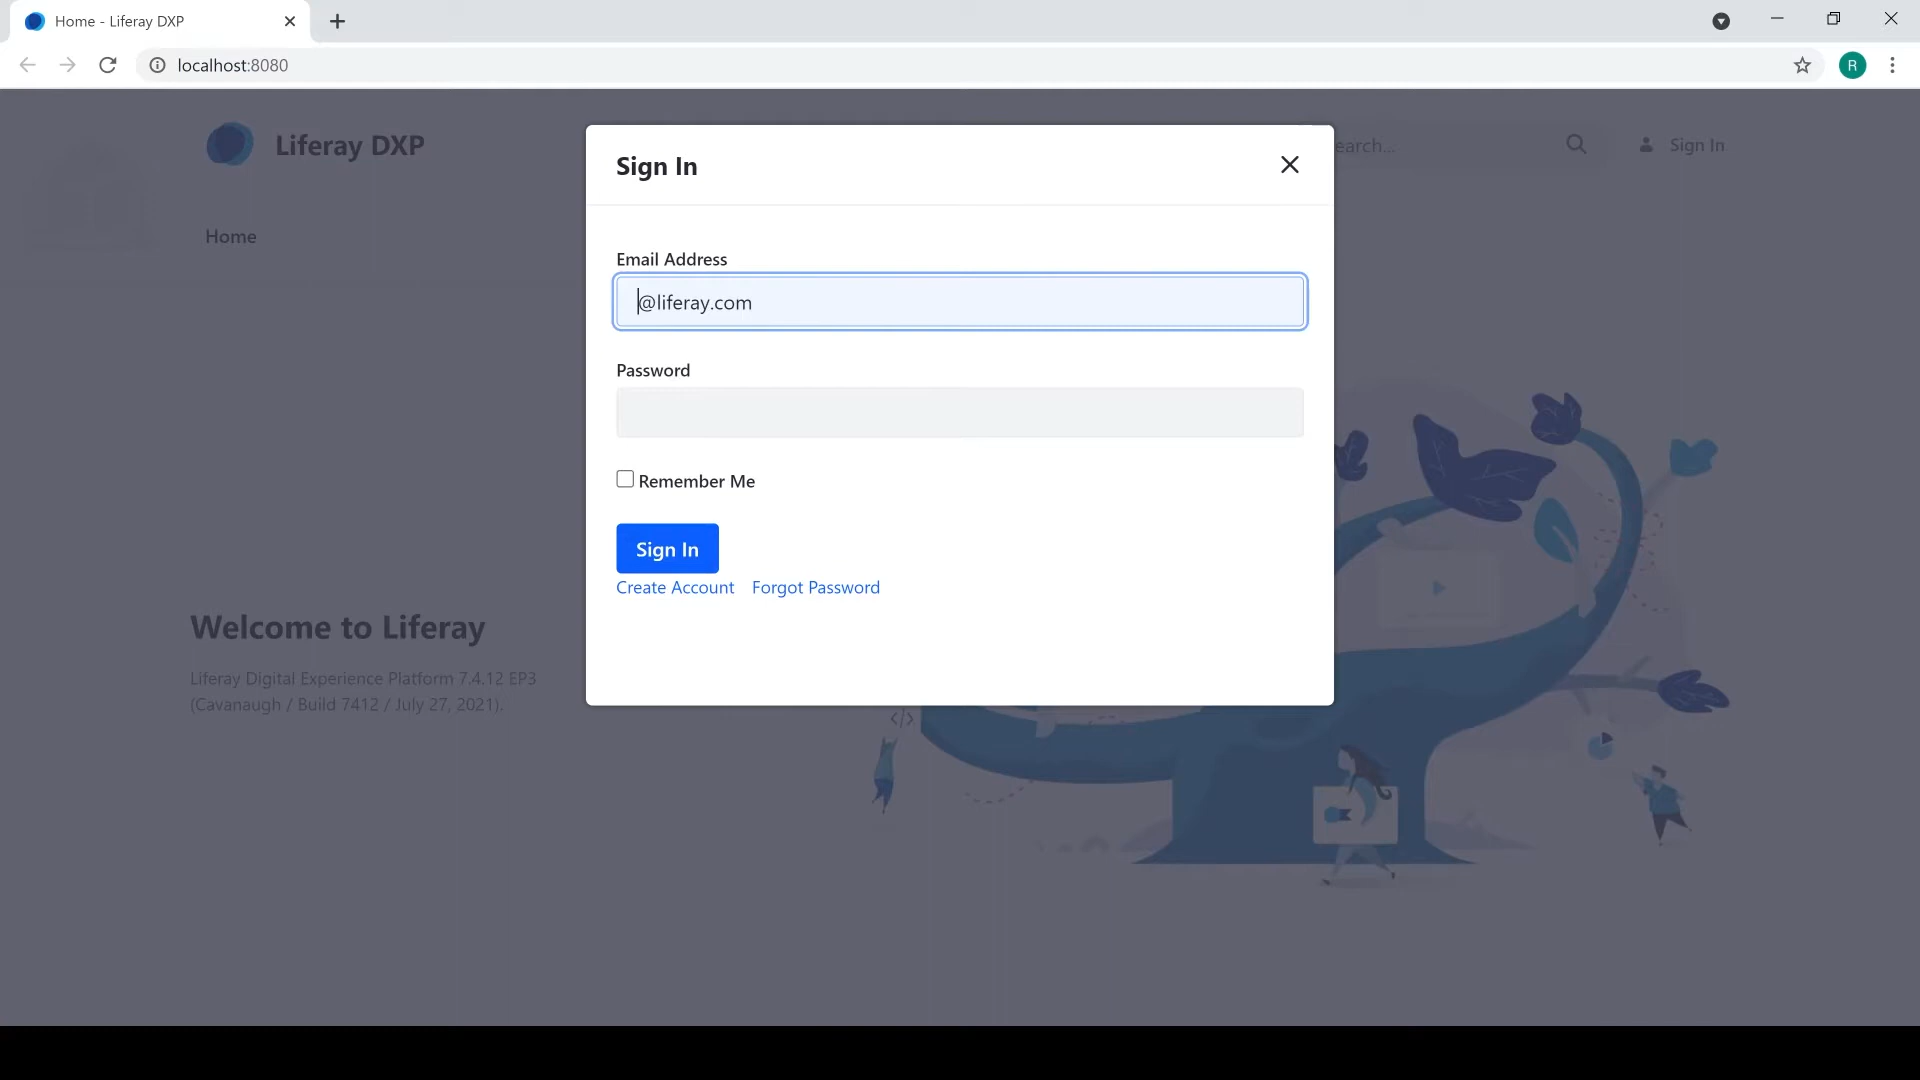 Home - Liferay DXP
localhost:8080
R
Liferay DXP
earch...
Sign In
Home
Sign In
Email Address
@liferay.com
Password
Remember Me
Sign In
Create Account Forgot Password
Welcome to Liferay
Liferay Digital Experience Platform 7.4.12 EP3
(Cavanaugh / Build 7412 / July 27, 2021).
</>